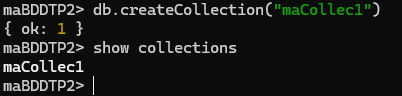 maBDDTP2> db.createCollection("maCollec1")
{ ok: 1 }
maBDDTP2> show collections
maCollec1
maBDDTP2>